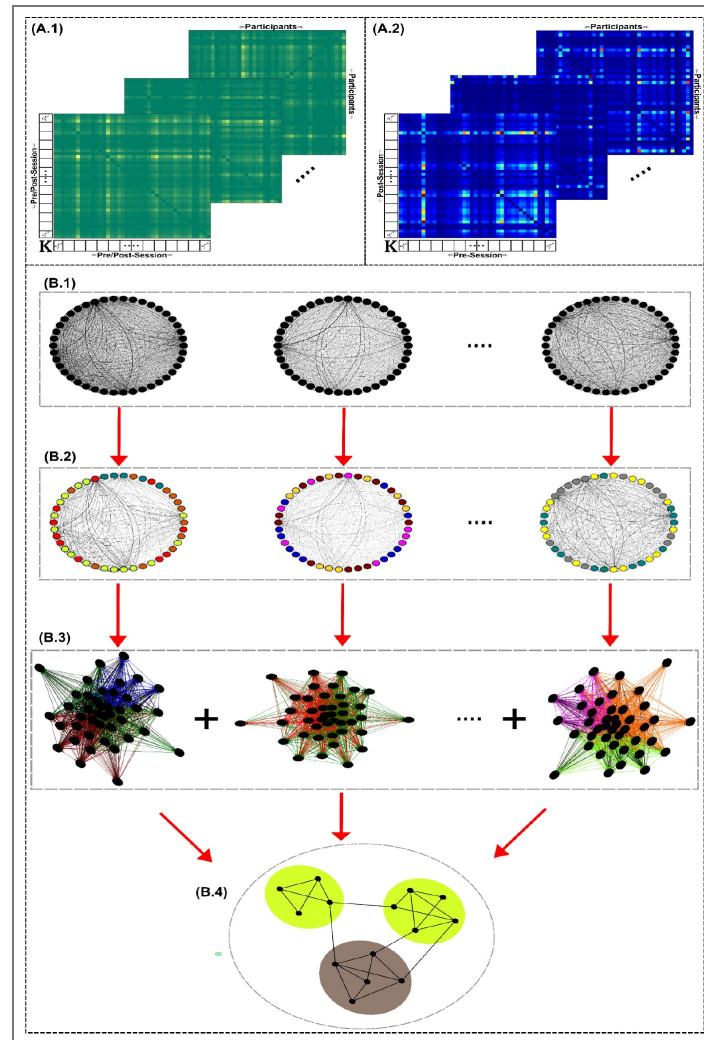 (A.1)
–Participants–
–Participants–
–Pre/Post-Session–
K
–Pre/Post-Session–
(A.2)
–Participants–
–Participants–
–Post-Session–
K
–Pre-Session–
(B.1)
(B.2)
(B.3)
+
+
(B.4)